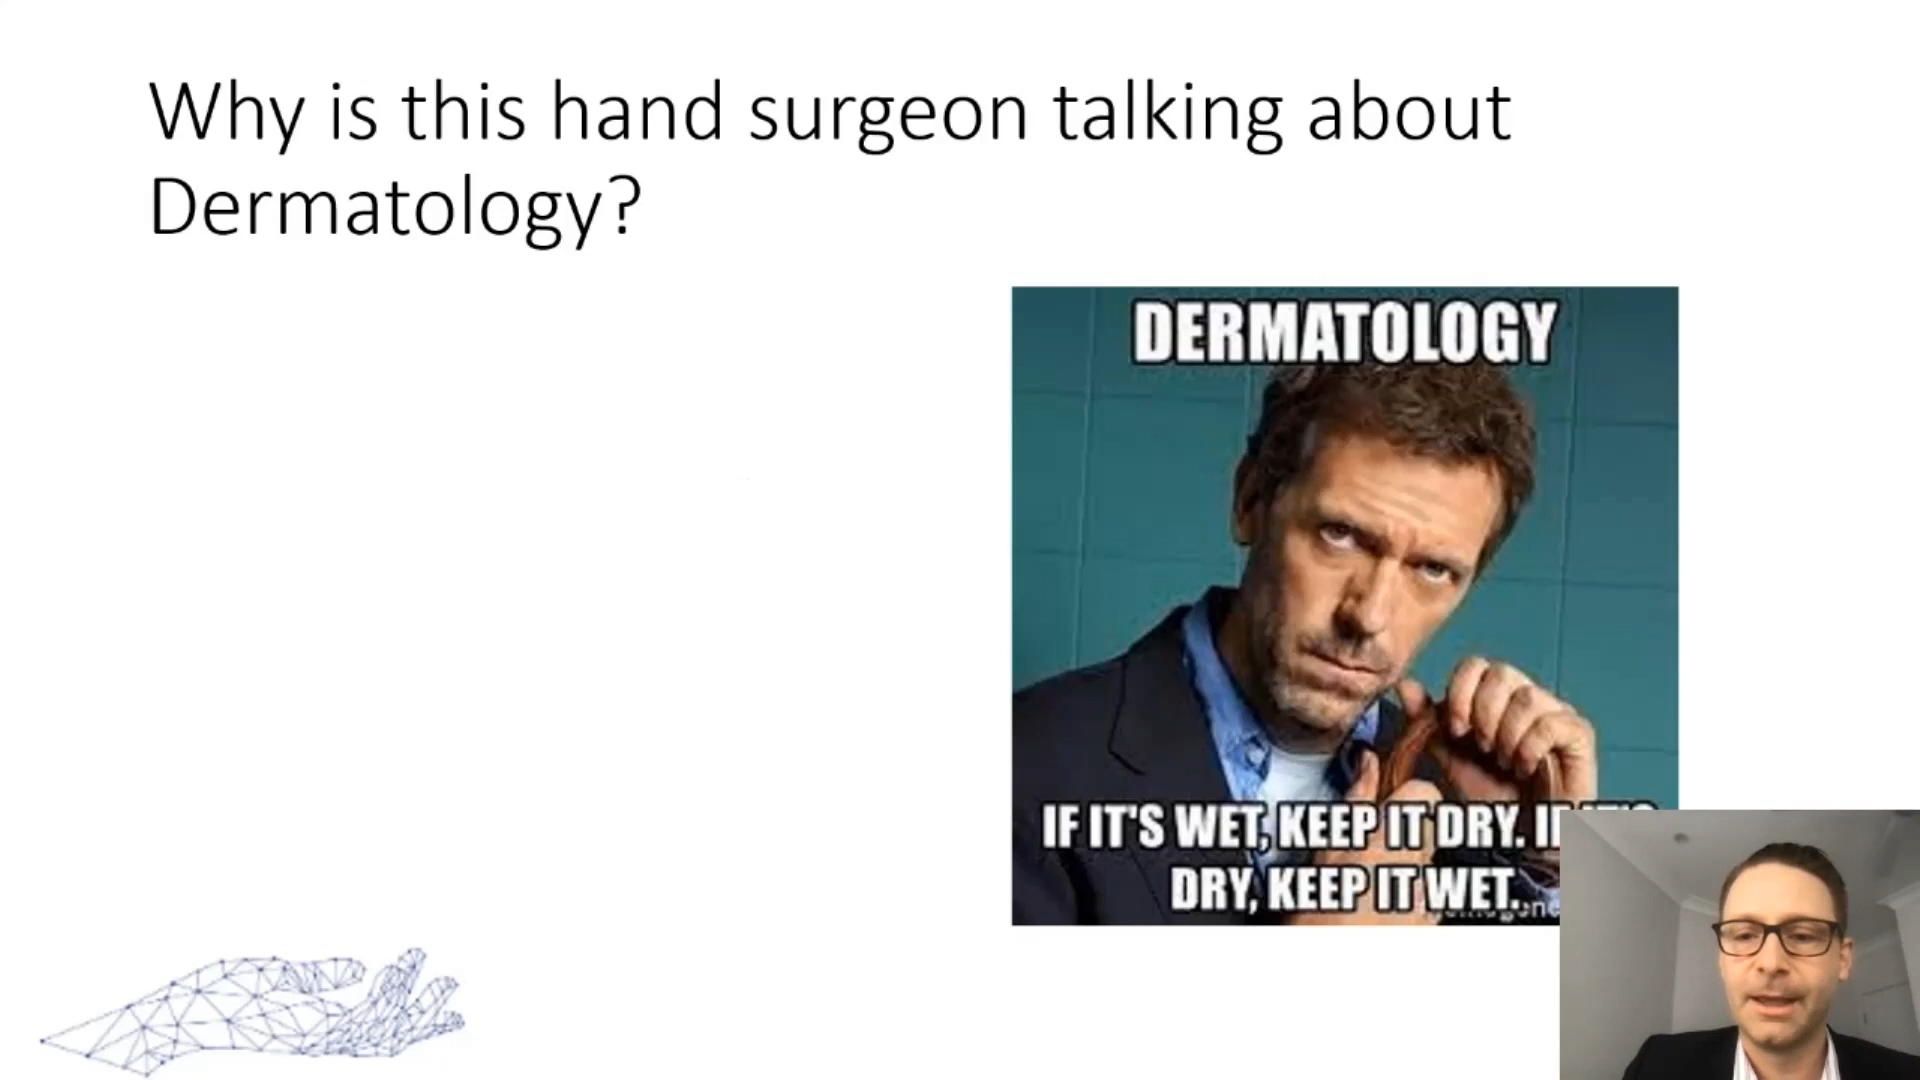 Why is this hand surgeon talking about
Dermatology?
DERMATOLOGY
IF IT'S WET, KEEP IT DRY.
DRY, KEEP IT WET.